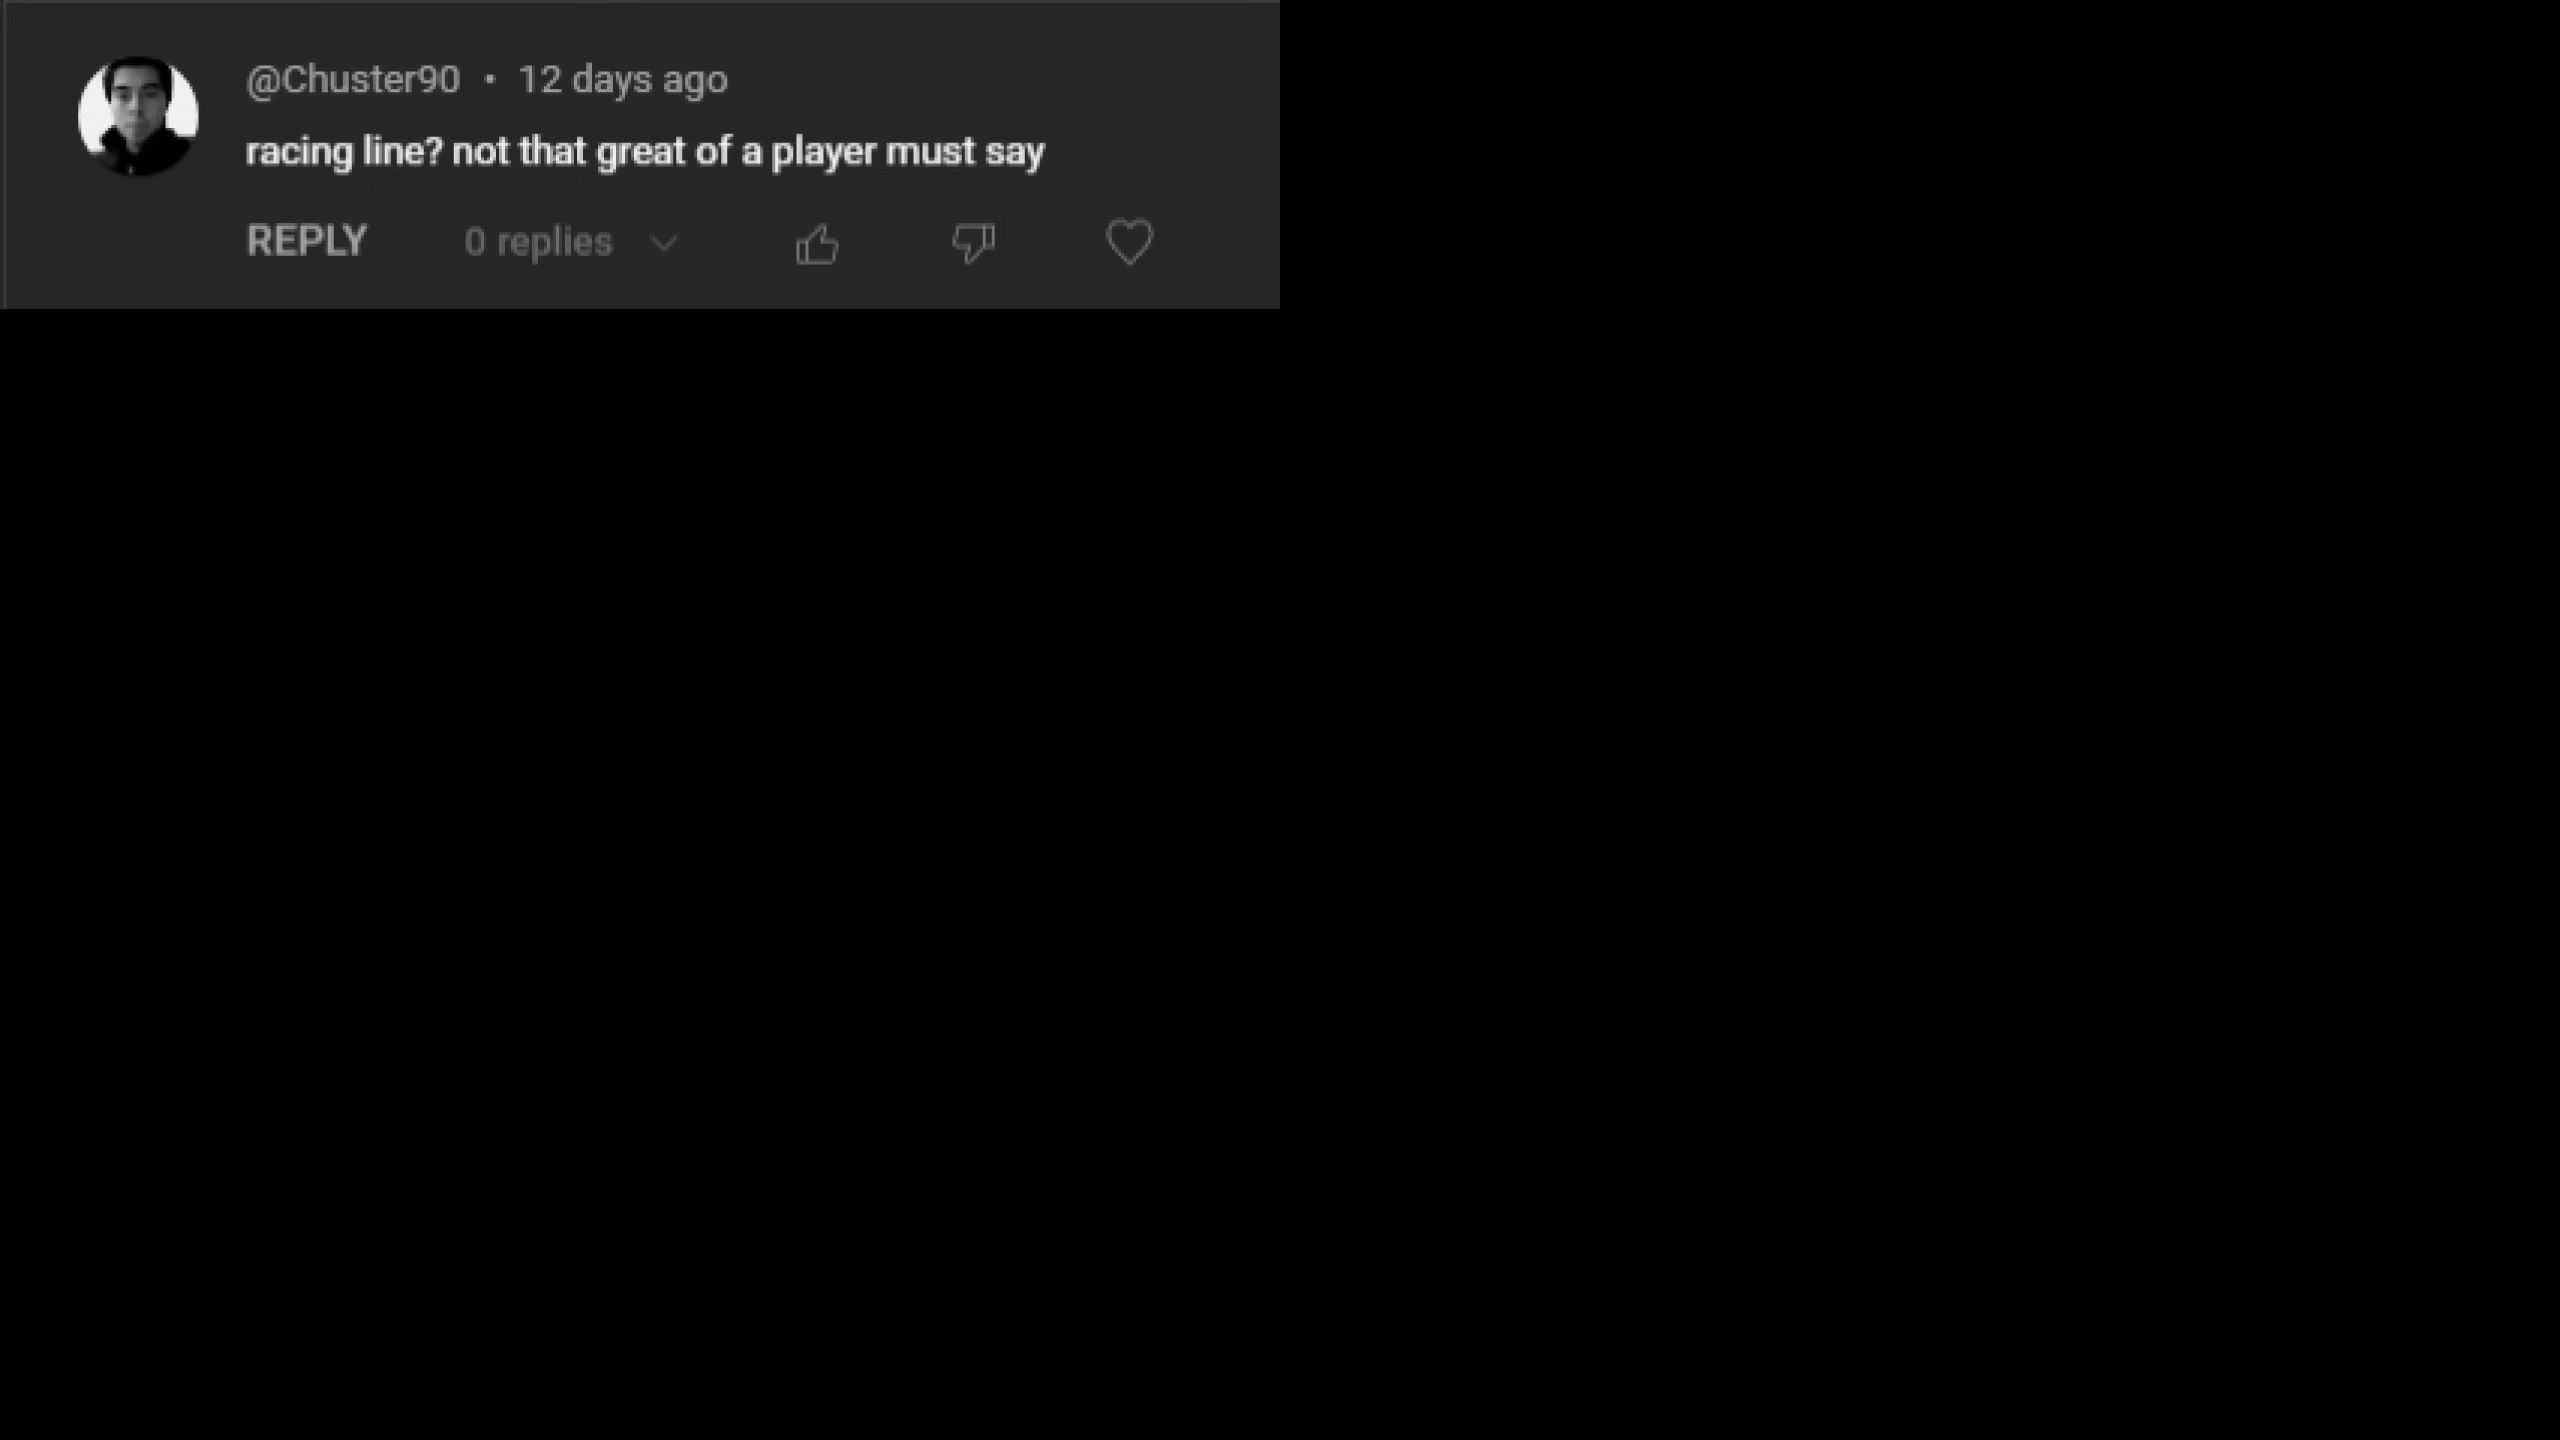 @Chuster90 • 12 days ago
racing line? not that great of a player must say
REPLY 0 replies